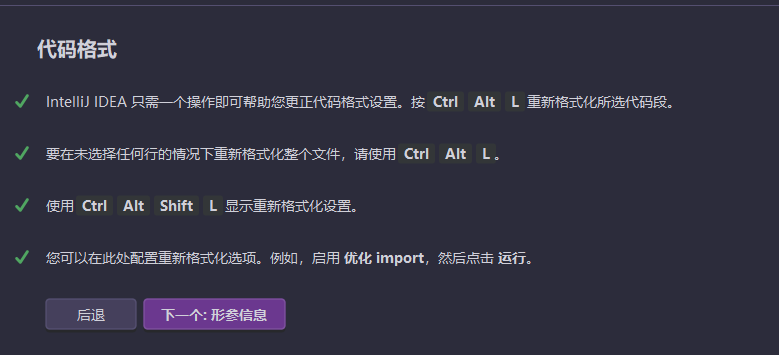 代码格式
IntelliJ IDEA 只需一个操作即可帮助您更正代码格式设置。按 Ctrl Alt L 重新格式化所选代码段。
要在未选择任何行的情况下重新格式化整个文件，请使用 Ctrl Alt L 。
使用 Ctrl Alt Shift L 显示重新格式化设置。
您可以在此处配置重新格式化选项。例如，启用 优化 import，然后点击 运行。
后退 下一个: 形参信息